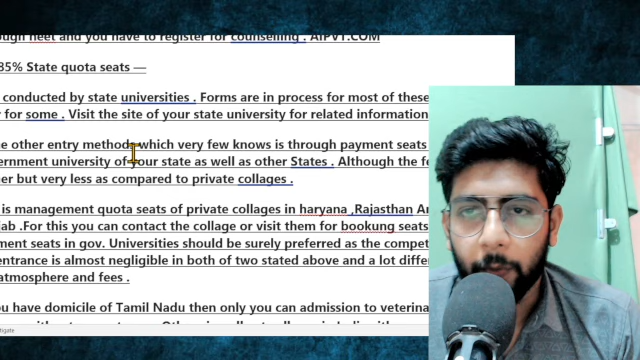 ough neet and you have to register for counselling . AIPVT.COM
85% State quota seats —
conducted by state universities . Forms are in process for most of these
for some . Visit the site of your state university for related information
e other entry methods which very few knows is through payment seats
ernment university of your state as well as other States . Although the fe
er but very less as compared to private collages .
is management quota seats of private collages in haryana ,Rajasthan An
ab .For this you can contact the collage or visit them for bookung seats
ment seats in gov. Universities should be surely preferred as the compet
entrance is almost negligible in both of two stated above and a lot differ
atmosphere and fees .
ou have domicile of Tamil Nadu then only you can admission to veterina
tigate